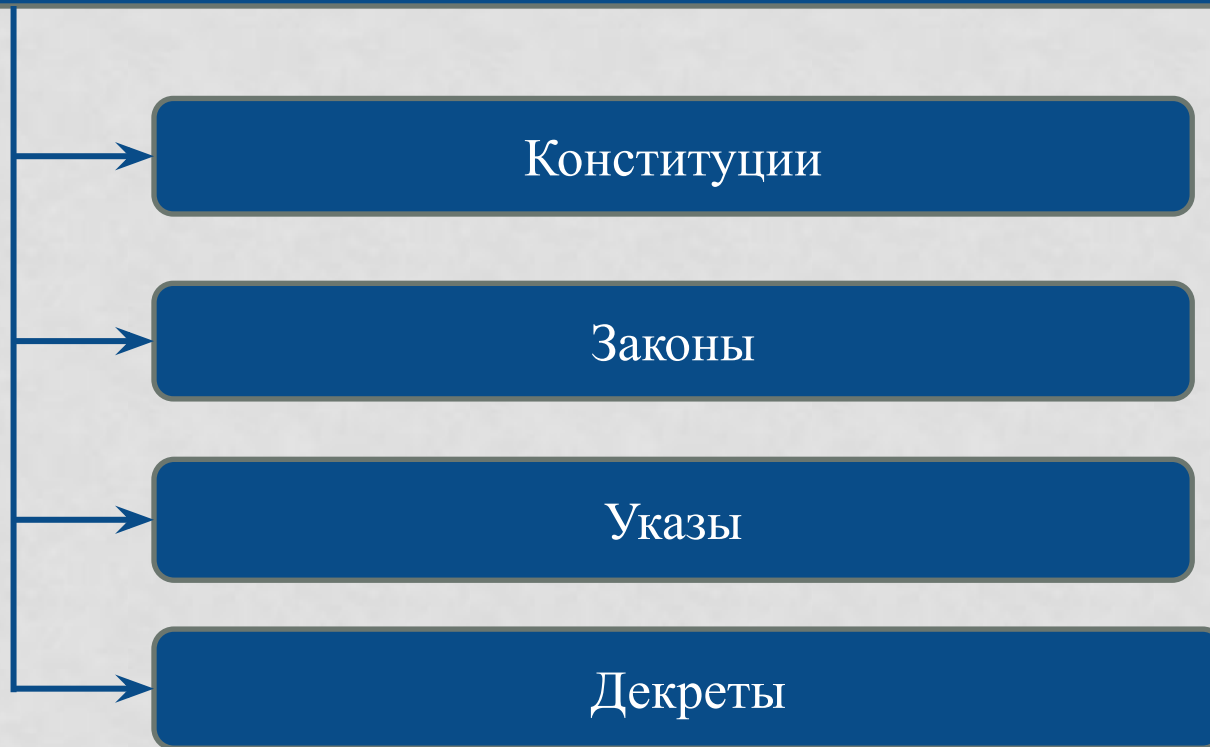 Конституции
Законы
Указы
Декреты